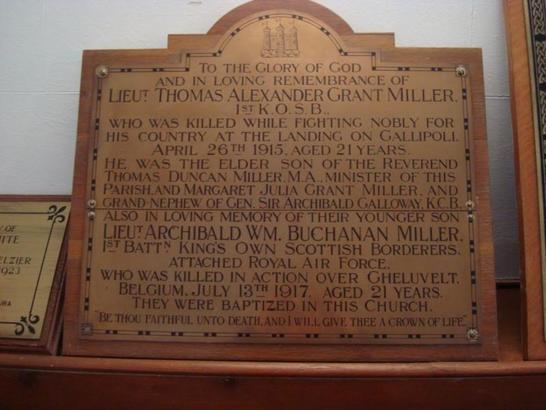 TO THE GLORY OF GOD
AND IN LOVING REMEMBRANCE OF
LIEUT THOMAS ALEXANDER GRANT MILLER.
1ST K.O.S.B.,
WHO WAS KILLED WHILE FIGHTING NOBLY FOR
HIS COUNTRY AT THE LANDING ON GALLIPOLI.
APRIL 26TH 1915, AGED 21 YEARS.
HE WAS THE ELDER SON OF THE REVEREND
THOMAS DUNCAN MILLER, M.A., MINISTER OF THIS
PARISH, AND MARGARET JULIA GRANT MILLER, AND
GRAND-NEPHEW OF GEN. SIR ARCHIBALD GALLOWAY, K.C.B.
ALSO IN LOVING MEMORY OF THEIR YOUNGER SON
LIEUT ARCHIBALD WM. BUCHANAN MILLER,
1ST BATTN KING'S OWN SCOTTISH BORDERERS,
ATTACHED ROYAL AIR FORCE,
WHO WAS KILLED IN ACTION OVER GHELUVELT,
BELGIUM, JULY 13TH 1917, AGED 21 YEARS.
THEY WERE BAPTIZED IN THIS CHURCH.
"BE THOU FAITHFUL UNTO DEATH, AND I WILL GIVE THEE A CROWN OF LIFE."
OF
ELZIER
1923